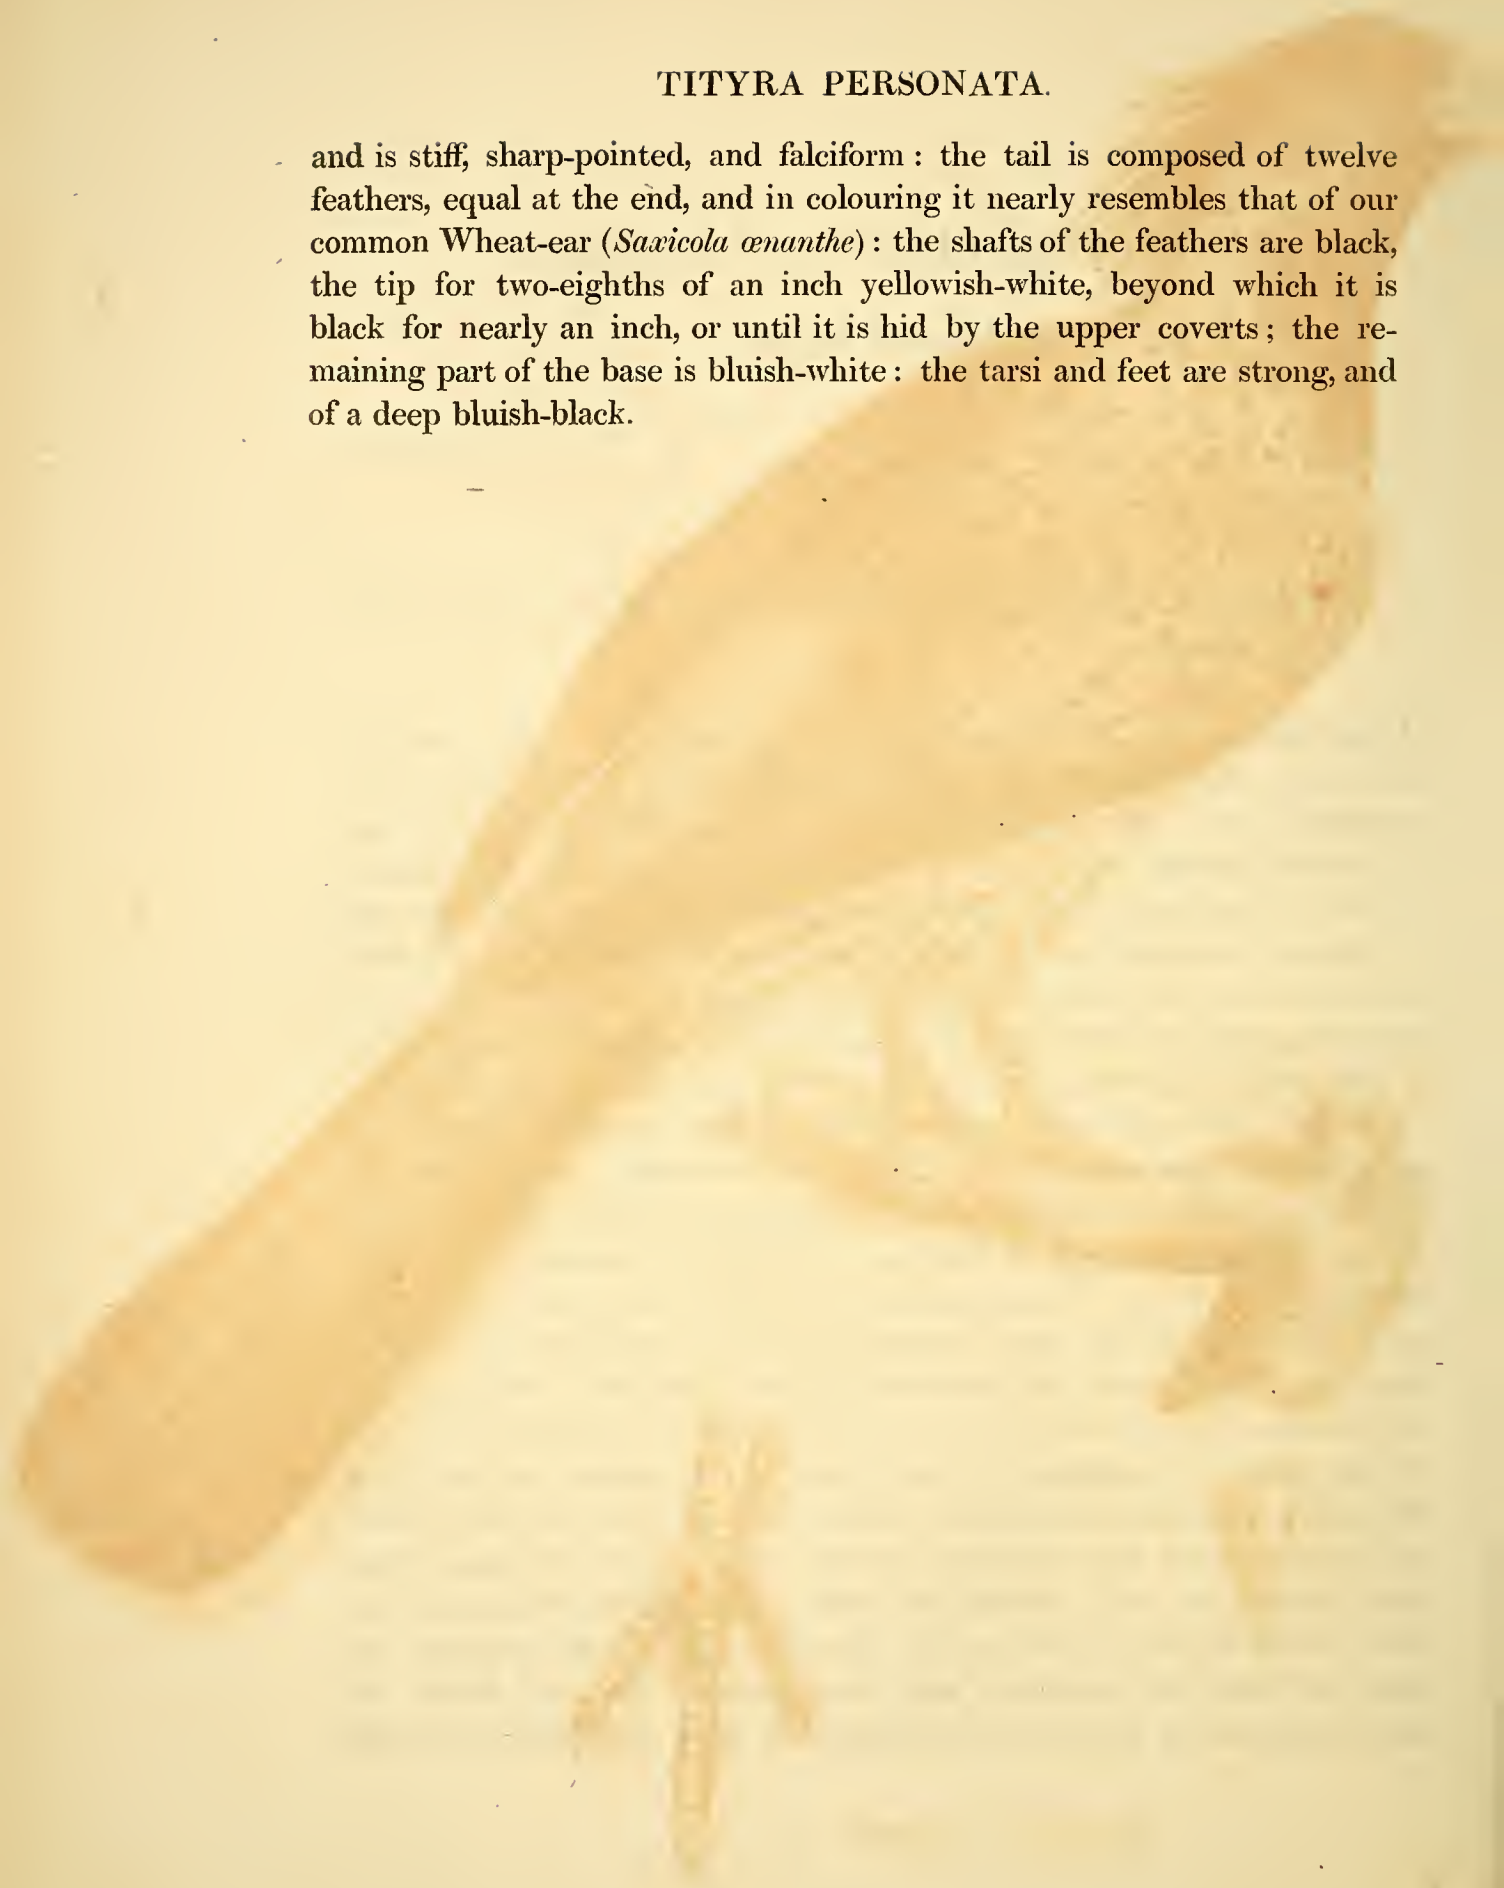 TITYRA PERSONATA.
and is stiff, sharp-pointed, and falciform : the tail is composed of twelve
feathers, equal at the end, and in colouring it nearly resembles that of our
common Wheat-ear (Saxicola œnanthe) : the shafts of the feathers are black,
the tip for two-eighths of an inch yellowish-white, beyond which it is
black for nearly an inch, or until it is hid by the upper coverts ; the re-
maining part of the base is bluish-white : the tarsi and feet are strong, and
of a deep bluish-black.